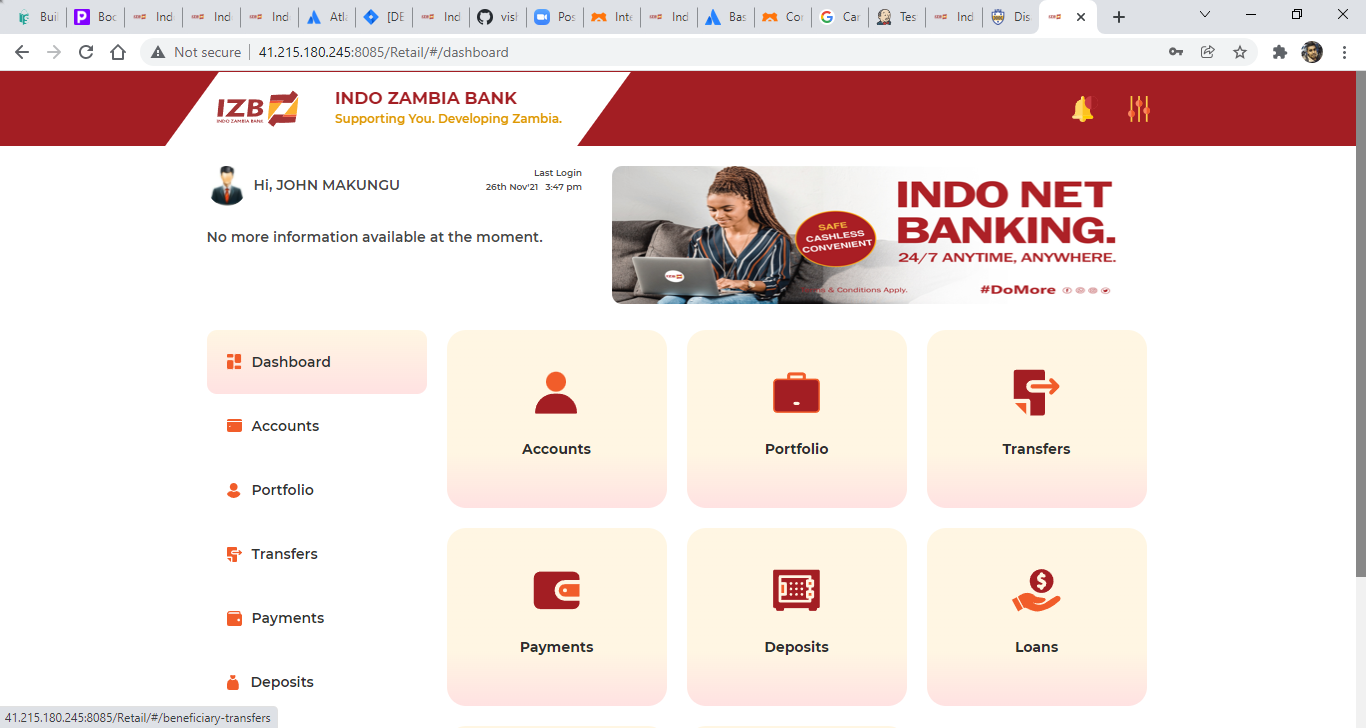 Buil
Boo
Ind
Ind
Ind
Atla
[DE
Ind
visl
Pos
Inte
Ind
Bas
Cor
Car
Tes
Ind
Dis
Not secure
41.215.180.245:8085/Retail/#/dashboard
IZB
INDO ZAMBIA BANK
INDO ZAMBIA BANK
Supporting You. Developing Zambia.
Hi, JOHN MAKUNGU
Last Login
26th Nov'21 3:47 pm
No more information available at the moment.
INDO NET
BANKING.
24/7 ANYTIME, ANYWHERE.
SAFE
CASHLESS
CONVENIENT
& Conditions Apply.
#DoMore
Dashboard
Accounts
Portfolio
Transfers
Payments
Deposits
Accounts
Portfolio
Transfers
Payments
Deposits
Loans
41.215.180.245:8085/Retail/#/beneficiary-transfers